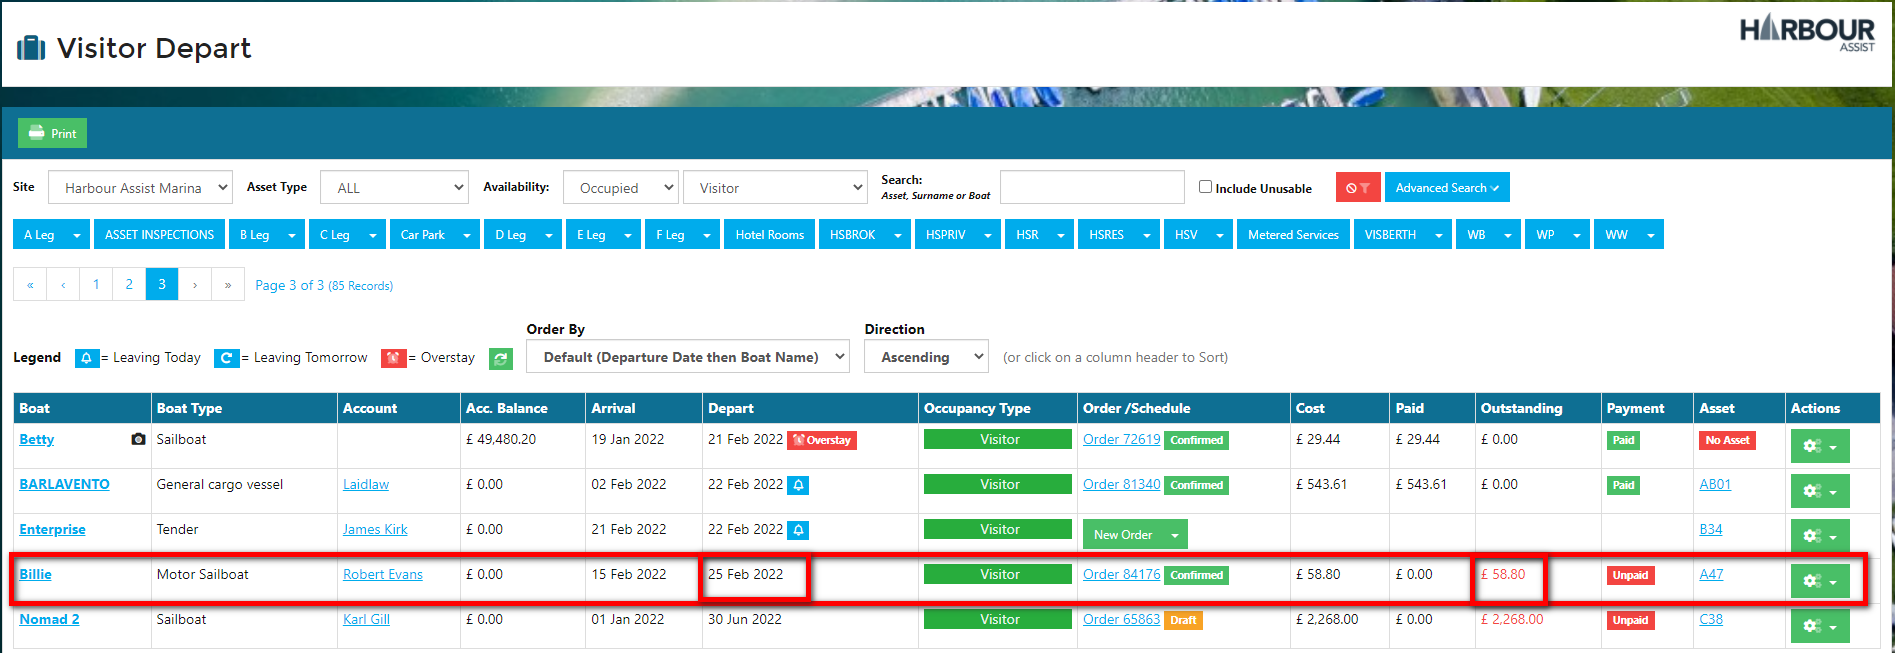 Visitor Depart
HARBOUR
ASSIST
Print
Site Harbour Assist Marina Asset Type ALL Availability: Occupied Visitor Search: Asset, Surname or Boat Include Unusable Advanced Search
A Leg ASSET INSPECTIONS B Leg C Leg Car Park D Leg E Leg F Leg Hotel Rooms HSBROK HSPRIV HSR HSRES HSV Metered Services VISBERTH WB WP WW
« ‹ 1 2 3 › » Page 3 of 3 (85 Records)
Order By Direction
Legend = Leaving Today = Leaving Tomorrow = Overstay Default (Departure Date then Boat Name) Ascending (or click on a column header to Sort)
Boat Boat Type Account Acc. Balance Arrival Depart Occupancy Type Order /Schedule Cost Paid Outstanding Payment Asset Actions
Betty Sailboat £ 49,480.20 19 Jan 2022 21 Feb 2022 Overstay Visitor Order 72619 Confirmed £ 29.44 £ 29.44 £ 0.00 Paid No Asset
BARLAVENTO General cargo vessel Laidlaw £ 0.00 02 Feb 2022 22 Feb 2022 Visitor Order 81340 Confirmed £ 543.61 £ 543.61 £ 0.00 Paid AB01
Enterprise Tender James Kirk £ 0.00 21 Feb 2022 22 Feb 2022 Visitor New Order B34
Billie Motor Sailboat Robert Evans £ 0.00 15 Feb 2022 25 Feb 2022 Visitor Order 84176 Confirmed £ 58.80 £ 0.00 £ 58.80 Unpaid A47
Nomad 2 Sailboat Karl Gill £ 0.00 01 Jan 2022 30 Jun 2022 Visitor Order 65863 Draft £ 2,268.00 £ 0.00 £ 2,268.00 Unpaid C38